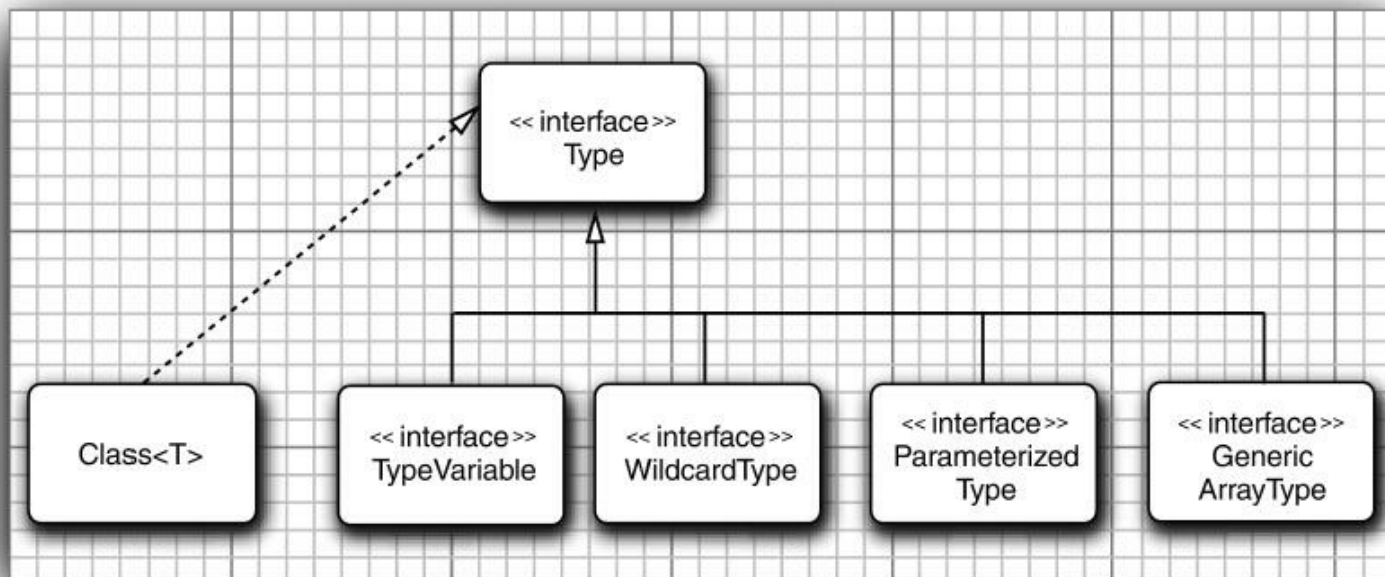 << interface >>
Type
Class<T>
<< interface >>
TypeVariable
<< interface >>
WildcardType
<< interface >>
Parameterized
Type
<< interface >>
Generic
ArrayType